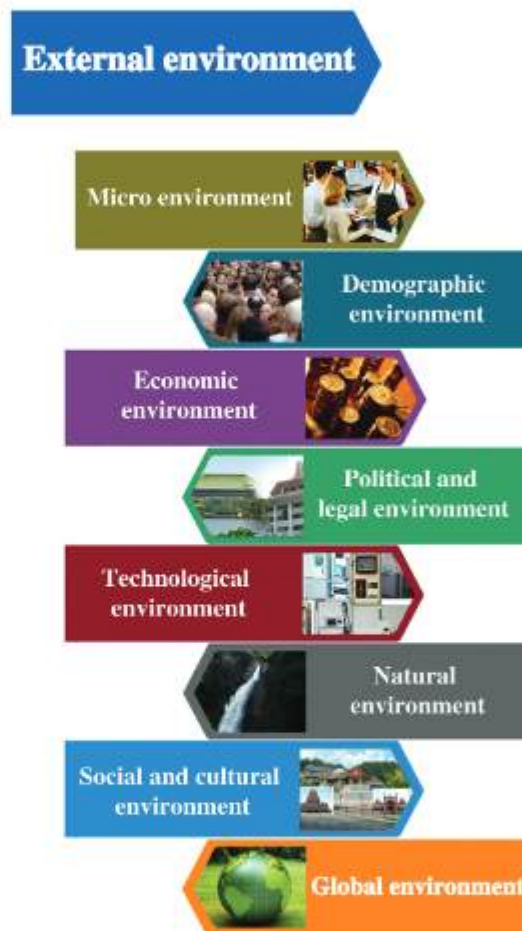 External environment
Micro environment
Demographic
environment
Economic
environment
Political and
legal environment
Technological
environment
Natural
environment
Social and cultural
environment
Global environment